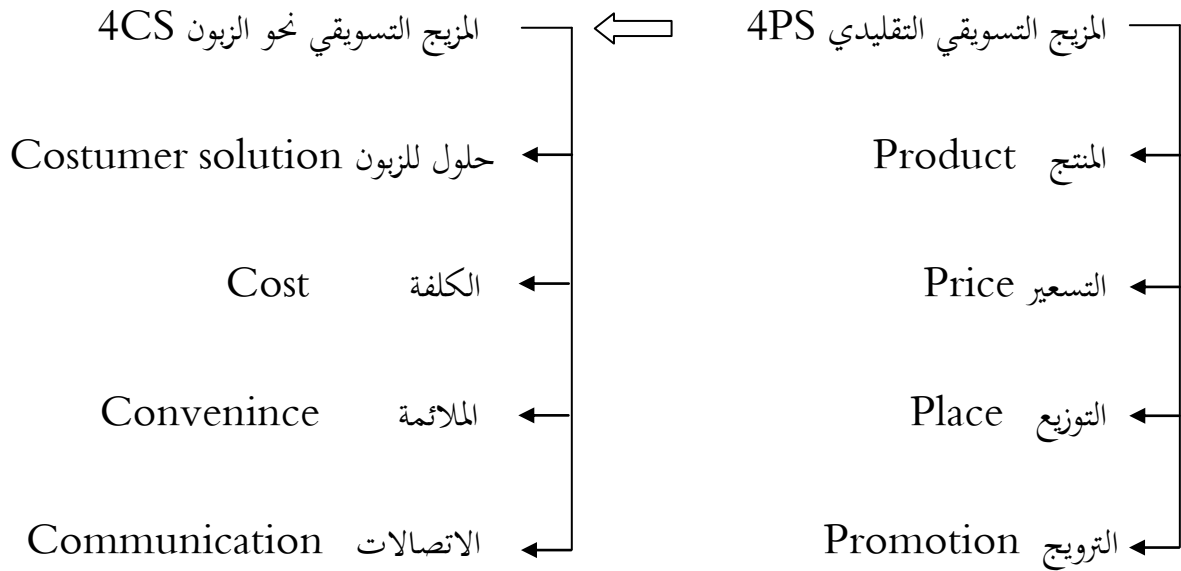 المزيج التسويقي التقليدي 4PS
المنتج Product
التسعير Price
التوزيع Place
الترويج Promotion
المزيج التسويقي نحو الزبون 4CS
حلول للزبون Costumer solution
الكلفة Cost
الملائمة Convenince
الاتصالات Communication